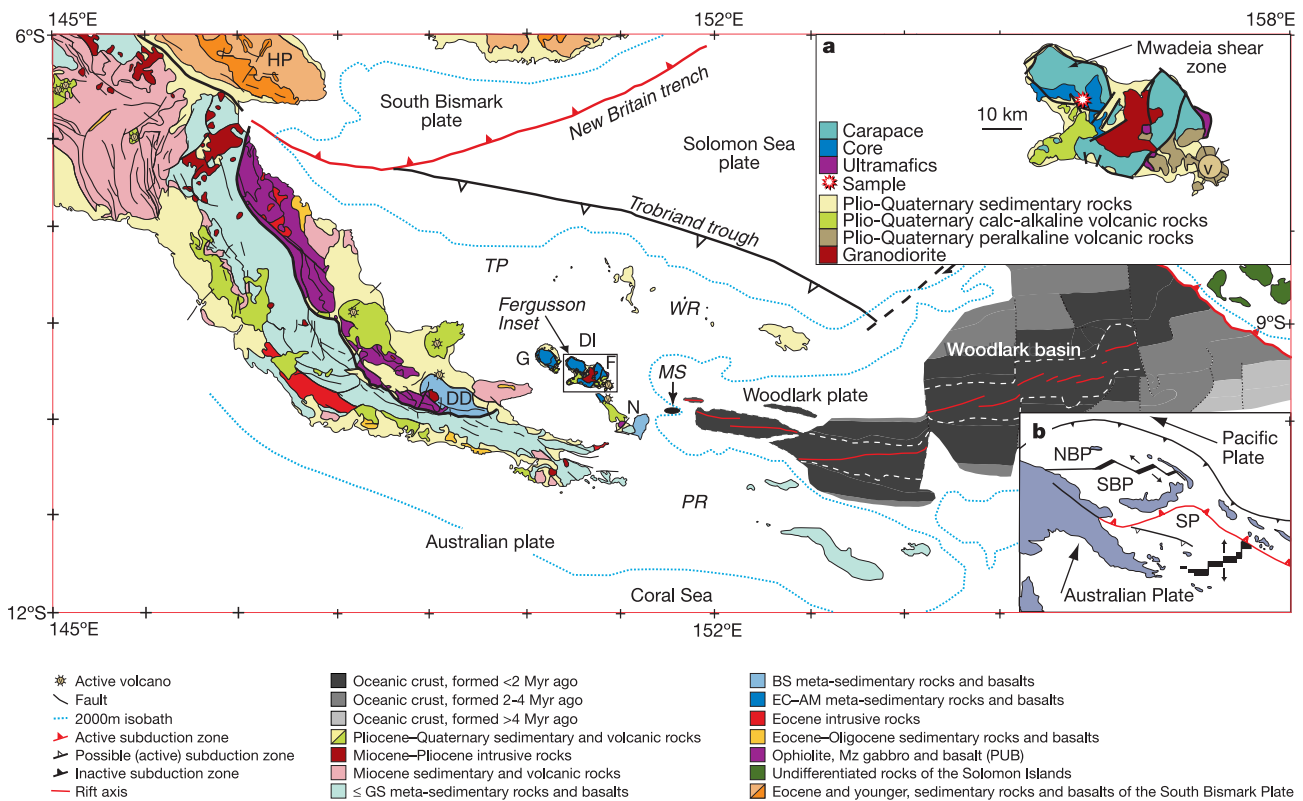 145ºE
152ºE
158ºE
6ºS
HP
South Bismark
plate
New Britain trench
Solomon Sea
plate
Trobriand trough
TP
WR
Fergusson
Inset
DI
G
F
DD
N
MS
Woodlark plate
Woodlark basin
9ºS
PR
Australian plate
Coral Sea
12ºS
145ºE
152ºE
a
Mwadeia shear
zone
10 km
V
Carapace
Core
Ultramafics
Sample
Plio-Quaternary sedimentary rocks
Plio-Quaternary calc-alkaline volcanic rocks
Plio-Quaternary peralkaline volcanic rocks
Granodiorite
b
Pacific
Plate
NBP
SBP
SP
Australian Plate
Active volcano
Fault
2000m isobath
Active subduction zone
Possible (active) subduction zone
Inactive subduction zone
Rift axis
Oceanic crust, formed <2 Myr ago
Oceanic crust, formed 2-4 Myr ago
Oceanic crust, formed >4 Myr ago
Pliocene–Quaternary sedimentary and volcanic rocks
Miocene–Pliocene intrusive rocks
Miocene sedimentary and volcanic rocks
≤ GS meta-sedimentary rocks and basalts
BS meta-sedimentary rocks and basalts
EC–AM meta-sedimentary rocks and basalts
Eocene intrusive rocks
Eocene–Oligocene sedimentary rocks and basalts
Ophiolite, Mz gabbro and basalt (PUB)
Undifferentiated rocks of the Solomon Islands
Eocene and younger, sedimentary rocks and basalts of the South Bismark Plate